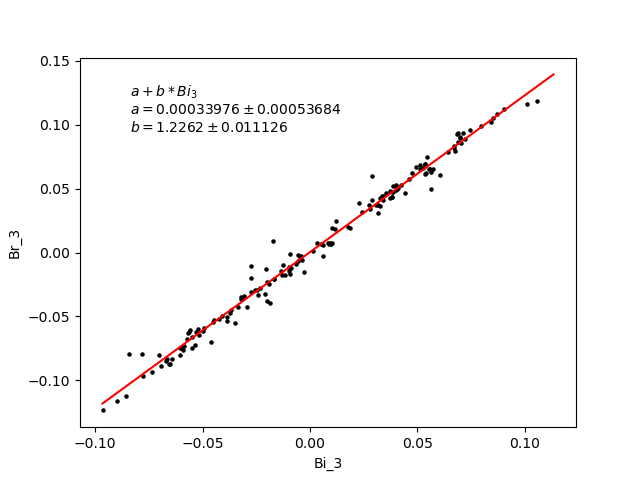 0.15
0.10
0.05
0.00
−0.05
−0.10
Br_3
a + b * Bi₃
a = 0.00033976 ± 0.00053684
b = 1.2262 ± 0.011126
−0.10 −0.05 0.00 0.05 0.10
Bi_3